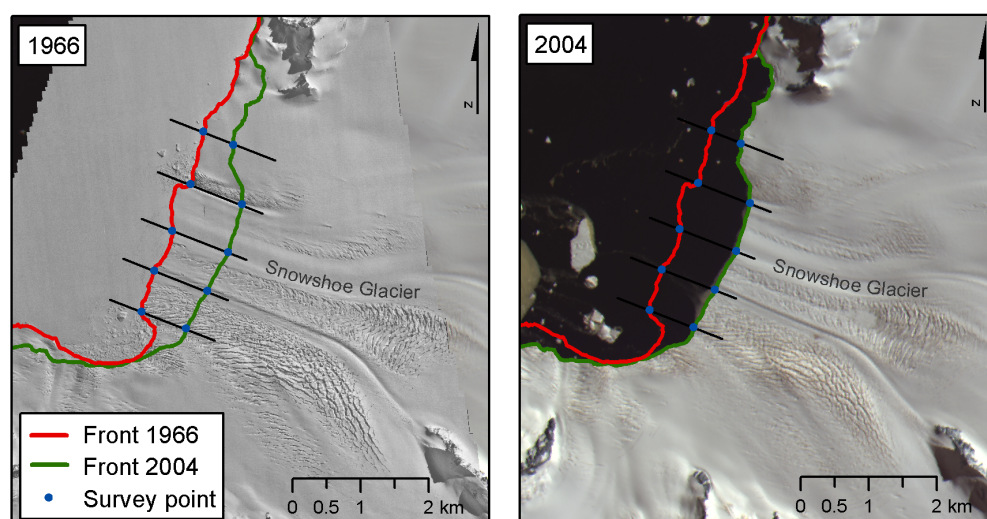 1966
z
Snowshoe Glacier
Front 1966
Front 2004
Survey point
0 0.5 1 2 km
2004
z
Snowshoe Glacier
0 0.5 1 2 km